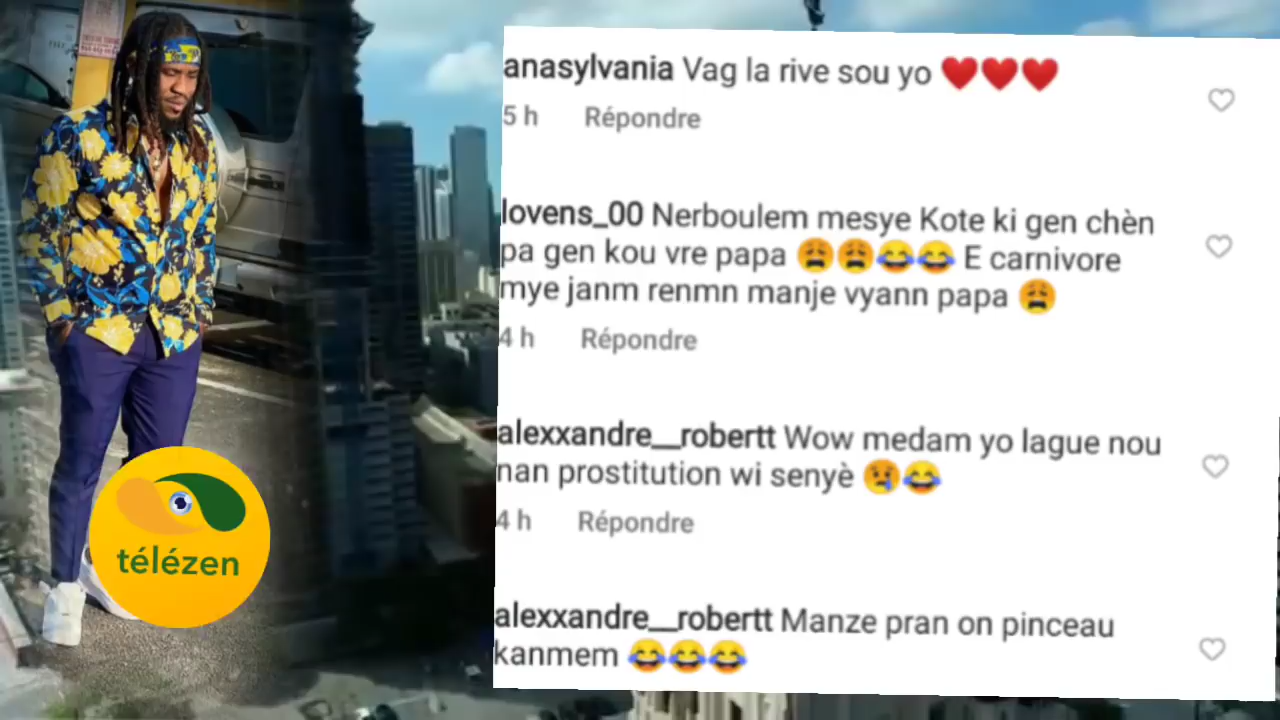 anasylvania Vag la rive sou yo ❤️❤️❤️
5 h Répondre
lovens_00 Nerboulem mesye Kote ki gen chèn
pa gen kou vre papa 😩😩😂😂 E carnivore
mye janm renmn manje vyann papa 😩
4 h Répondre
alexxandre__robertt Wow medam yo lague nou
nan prostitution wi senyè 😢😂
4 h Répondre
alexxandre__robertt Manze pran on pinceau
kanmem 😂😂😂
télézen